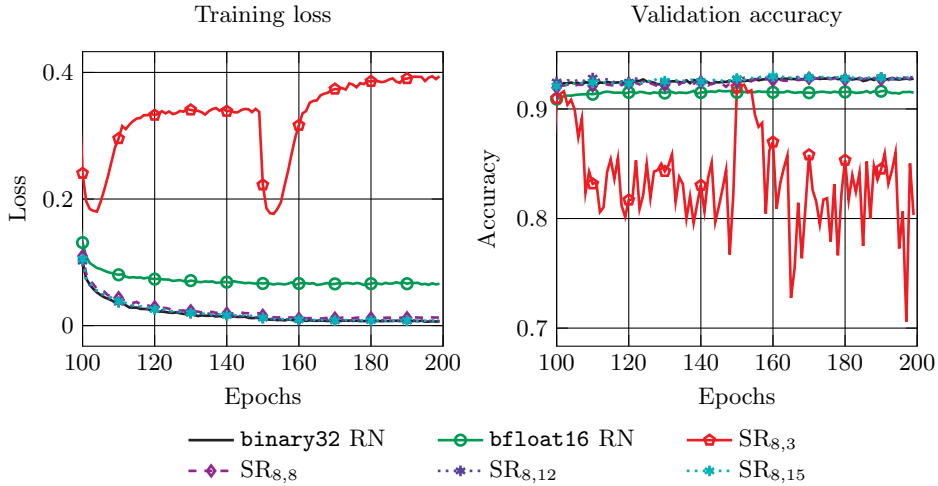 Training loss
Validation accuracy
Loss
0.4
0.2
0
100 120 140 160 180 200
Epochs
Accuracy
0.9
0.8
0.7
100 120 140 160 180 200
Epochs
binary32 RN
bfloat16 RN
SR8,3
SR8,8
SR8,12
SR8,15